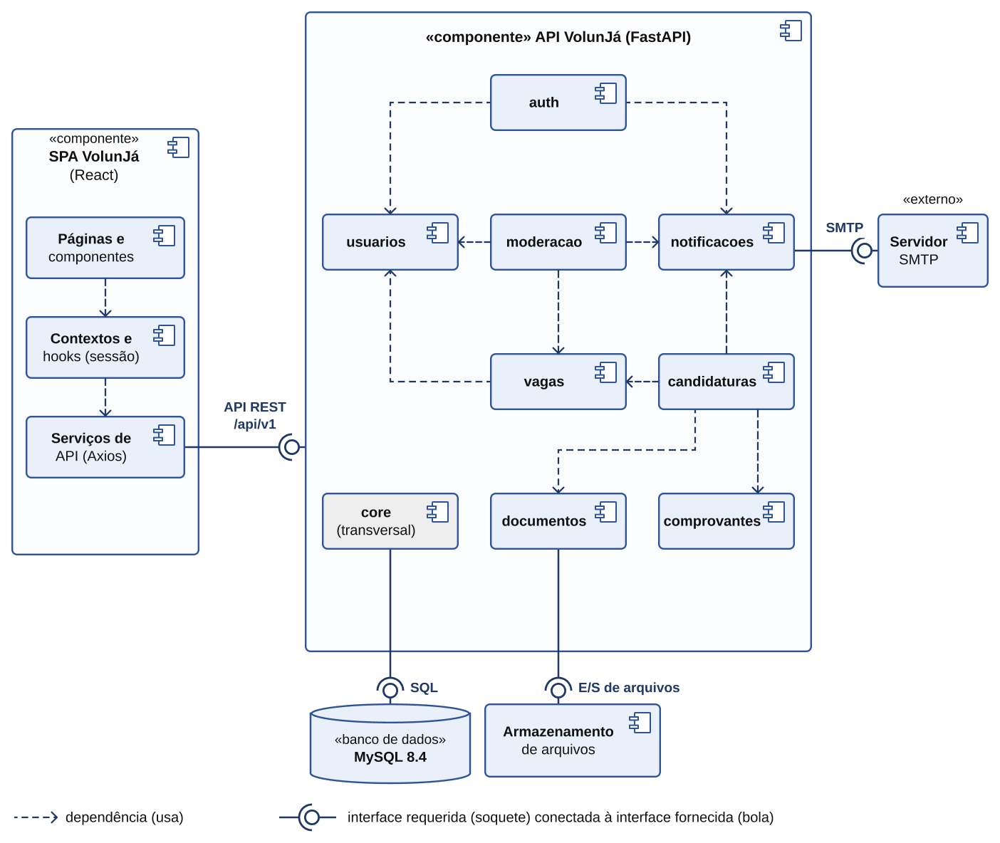 «componente» API VolunJá (FastAPI)
auth
«componente»
SPA VolunJá
(React)
Páginas e
componentes
Contextos e
hooks (sessão)
Serviços de
API (Axios)
API REST
/api/v1
usuarios
moderacao
notificacoes
SMTP
«externo»
Servidor
SMTP
vagas
candidaturas
core
(transversal)
documentos
comprovantes
SQL
E/S de arquivos
«banco de dados»
MySQL 8.4
Armazenamento
de arquivos
dependência (usa)
interface requerida (soquete) conectada à interface fornecida (bola)